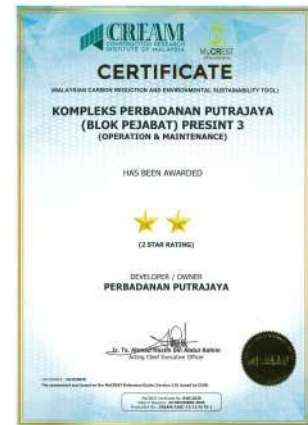 CREAM
CONSTRUCTION RESEARCH
INSTITUTE OF MALAYSIA
MyCREST
CERTIFICATE
(MALAYSIAN CARBON REDUCTION AND ENVIRONMENTAL SUSTAINABILITY TOOL)
KOMPLEKS PERBADANAN PUTRAJAYA
(BLOK PEJABAT) PRESINT 3
(OPERATION & MAINTENANCE)
HAS BEEN AWARDED
(2 STAR RATING)
DEVELOPER / OWNER
PERBADANAN PUTRAJAYA
Acting Chief Executive Officer